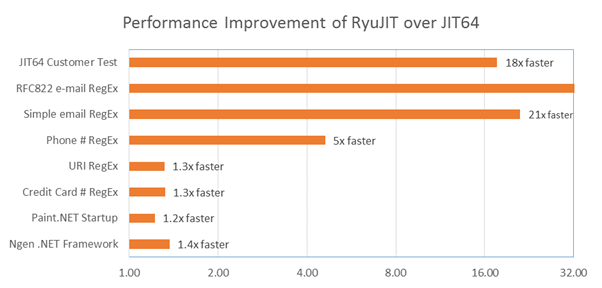 Performance Improvement of RyuJIT over JIT64
JIT64 Customer Test
18x faster
RFC822 e-mail RegEx
Simple email RegEx
21x faster
Phone # RegEx
5x faster
URI RegEx
1.3x faster
Credit Card # RegEx
1.3x faster
Paint.NET Startup
1.2x faster
Ngen .NET Framework
1.4x faster
1.00 2.00 4.00 8.00 16.00 32.00